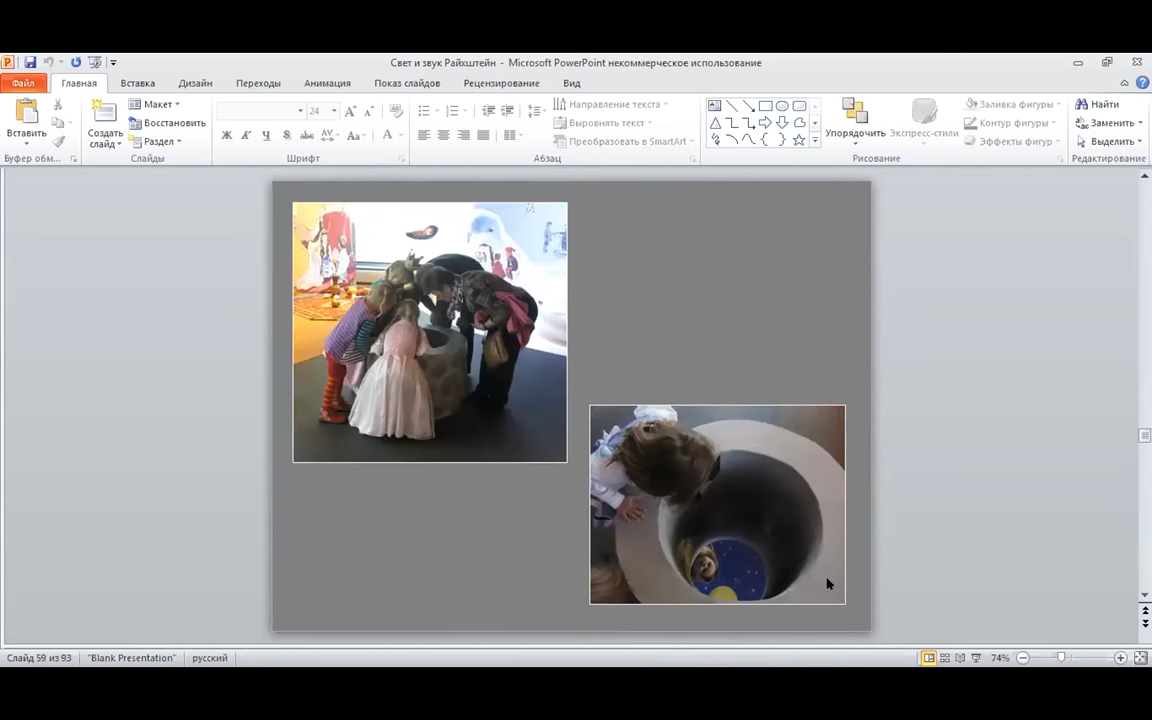 Свет и звук Райхштейн - Microsoft PowerPoint некоммерческое использование
Файл Главная Вставка Дизайн Переходы Анимация Показ слайдов Рецензирование Вид
Вставить
Буфер обм...
Создать слайд
Макет
Восстановить
Раздел
Слайды
24
Ж К Ч S abc AV Aa А
Шрифт
Направление текста
Выровнять текст
Преобразовать в SmartArt
Абзац
Упорядочить
Экспресс-стили
Заливка фигуры
Контур фигуры
Эффекты фигур
Рисование
Найти
Заменить
Выделить
Редактирование
Слайд 59 из 93 "Blank Presentation" русский 74%